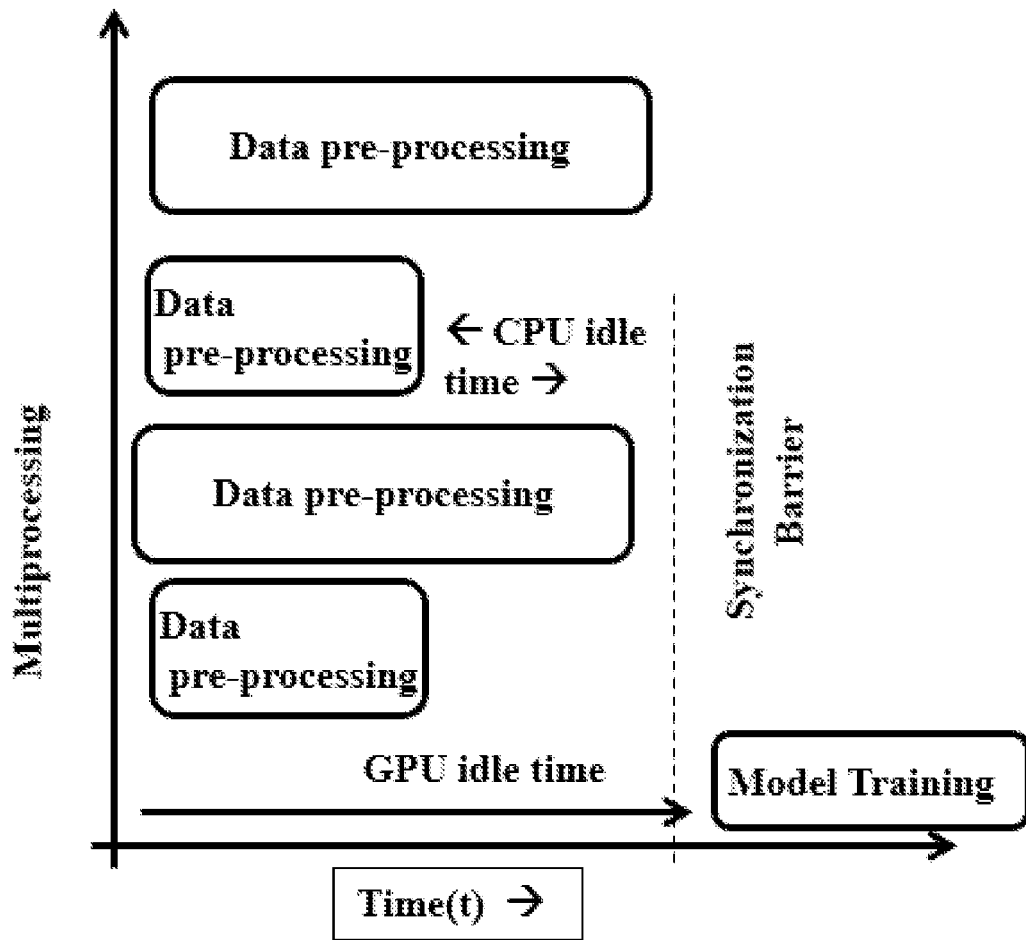 Data pre-processing
Data
pre-processing
← CPU idle
time →
Data pre-processing
Data
pre-processing
GPU idle time
Model Training
Multiprocessing
Synchronization
Barrier
Time(t) →